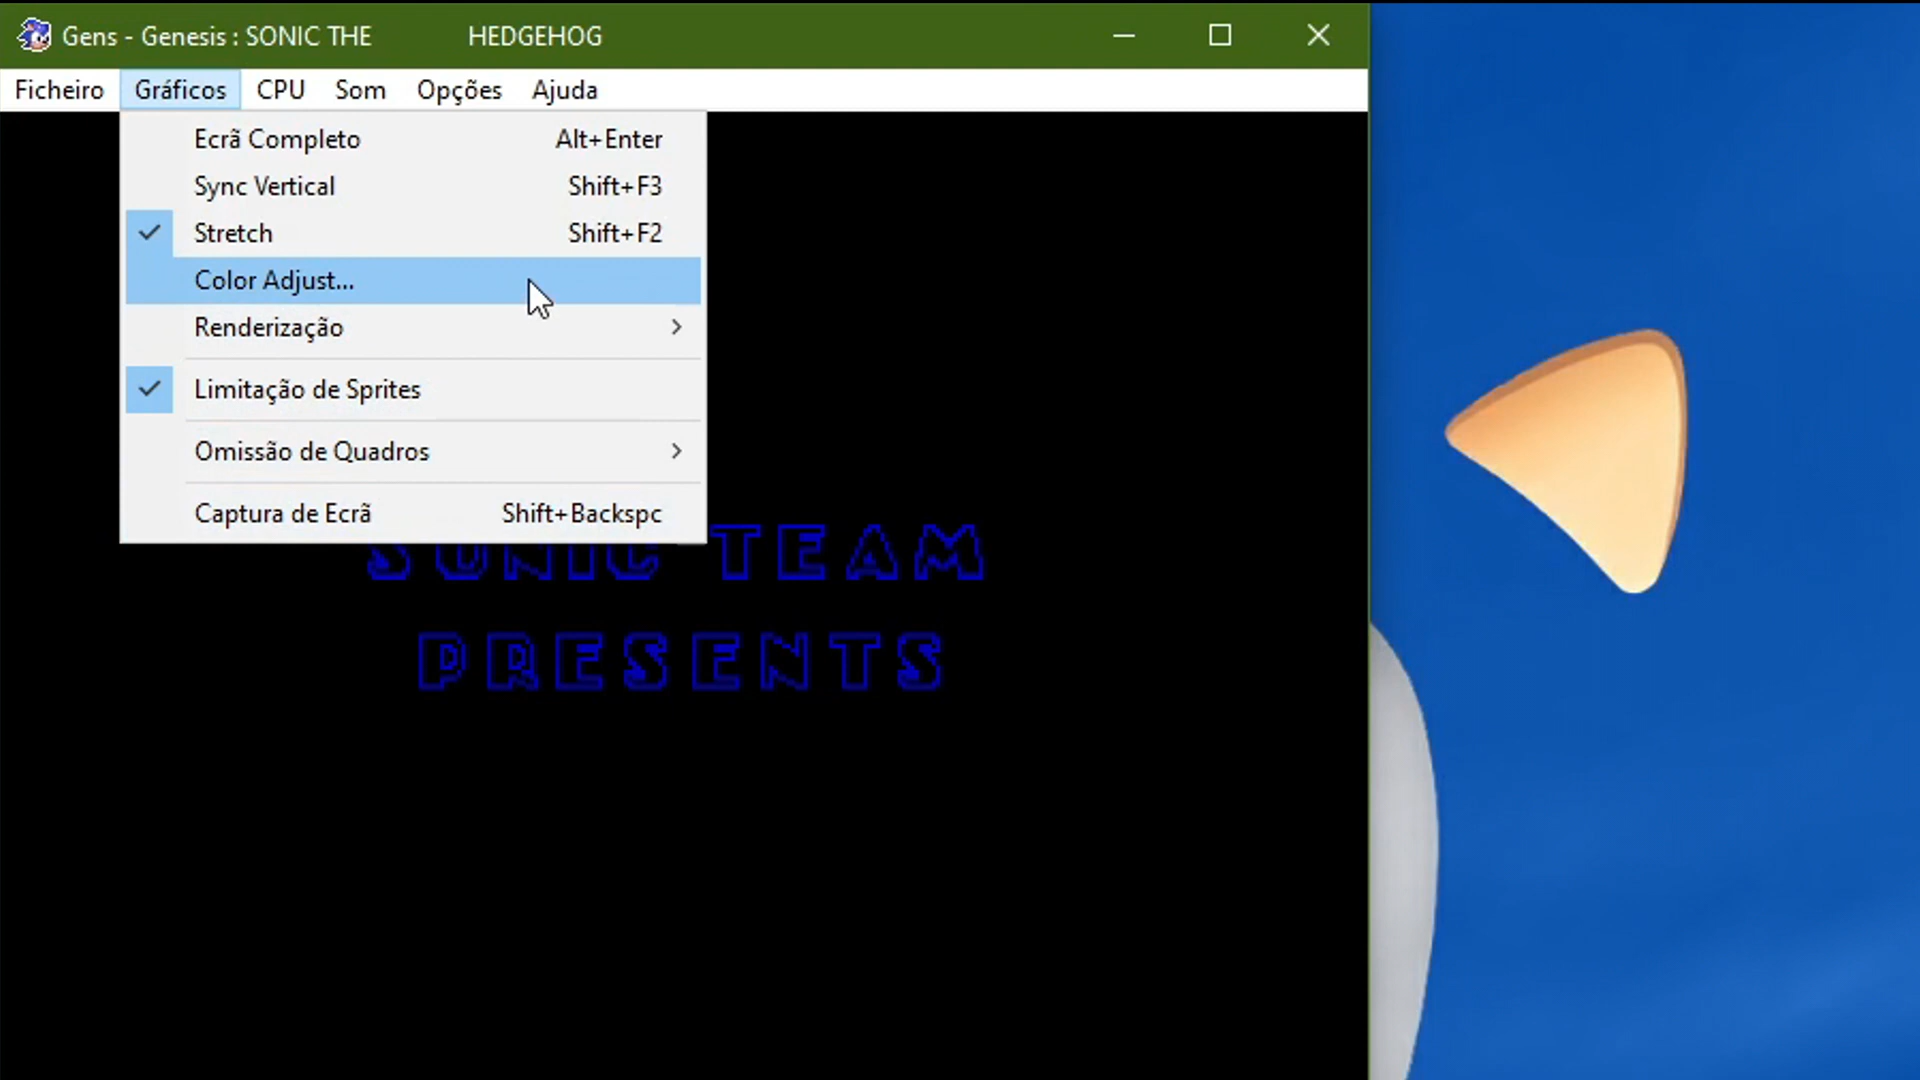 Gens - Genesis : SONIC THE HEDGEHOG
Ficheiro Gráficos CPU Som Opções Ajuda
Ecrã Completo Alt+Enter
Sync Vertical Shift+F3
Stretch Shift+F2
Color Adjust...
Renderização
Limitação de Sprites
Omissão de Quadros
Captura de Ecrã Shift+Backspc
SONIC TEAM
PRESENTS